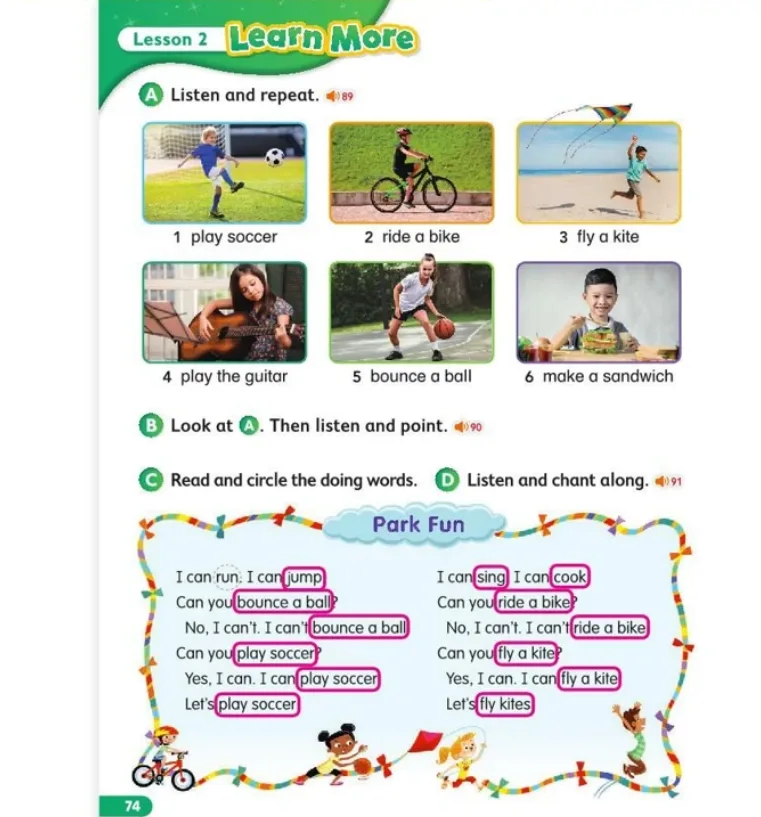 Lesson 2 Learn More
A Listen and repeat. 89
1 play soccer
2 ride a bike
3 fly a kite
4 play the guitar
5 bounce a ball
6 make a sandwich
B Look at A. Then listen and point. 90
C Read and circle the doing words.
D Listen and chant along. 91
Park Fun
I can run. I can jump
Can you bounce a ball?
No, I can't. I can't bounce a ball
Can you play soccer?
Yes, I can. I can play soccer
Let's play soccer
I can sing I can cook
Can you ride a bike?
No, I can't. I can't ride a bike
Can you fly a kite?
Yes, I can. I can fly a kite
Let's fly kites
74